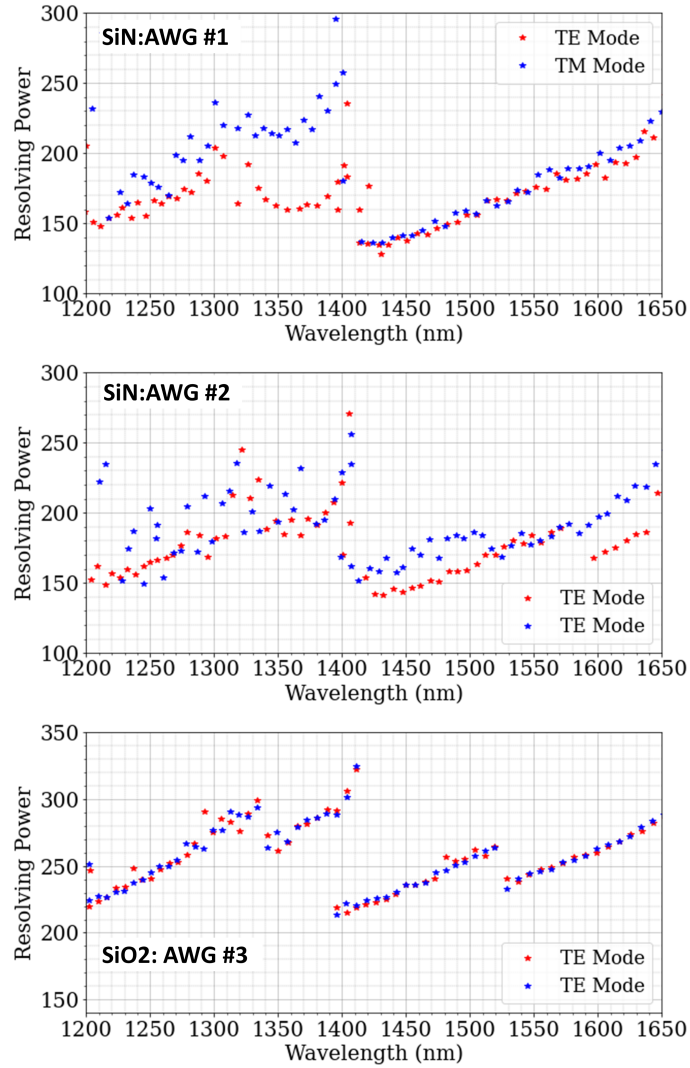 300
SiN:AWG #1
TE Mode
TM Mode
250
200
150
100
Resolving Power
1200 1250 1300 1350 1400 1450 1500 1550 1600 1650
Wavelength (nm)
300
SiN:AWG #2
250
200
150
TE Mode
TE Mode
100
Resolving Power
1200 1250 1300 1350 1400 1450 1500 1550 1600 1650
Wavelength (nm)
350
300
250
200
SiO2: AWG #3
TE Mode
TE Mode
150
Resolving Power
1200 1250 1300 1350 1400 1450 1500 1550 1600 1650
Wavelength (nm)